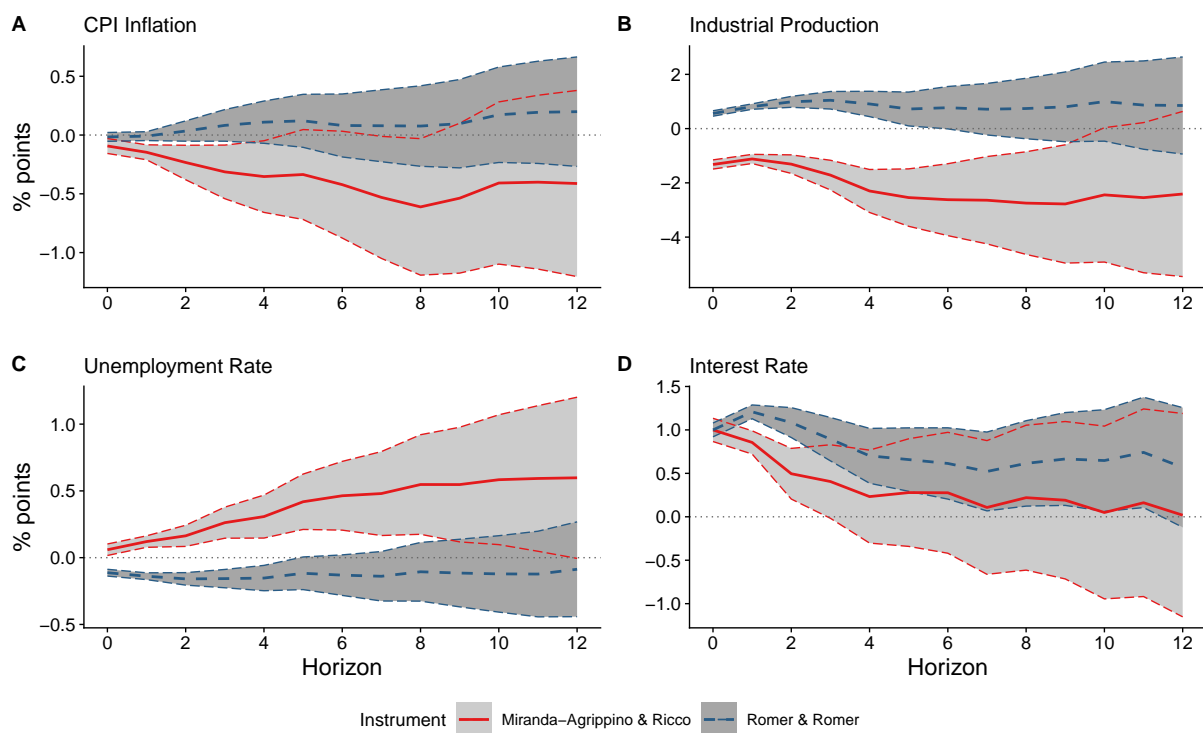 A CPI Inflation
% points
0.5
0.0
−0.5
−1.0
0 2 4 6 8 10 12
B Industrial Production
2
0
−2
−4
0 2 4 6 8 10 12
C Unemployment Rate
% points
1.0
0.5
0.0
−0.5
0 2 4 6 8 10 12
Horizon
D Interest Rate
1.5
1.0
0.5
0.0
−0.5
−1.0
0 2 4 6 8 10 12
Horizon
Instrument Miranda−Agrippino & Ricco Romer & Romer